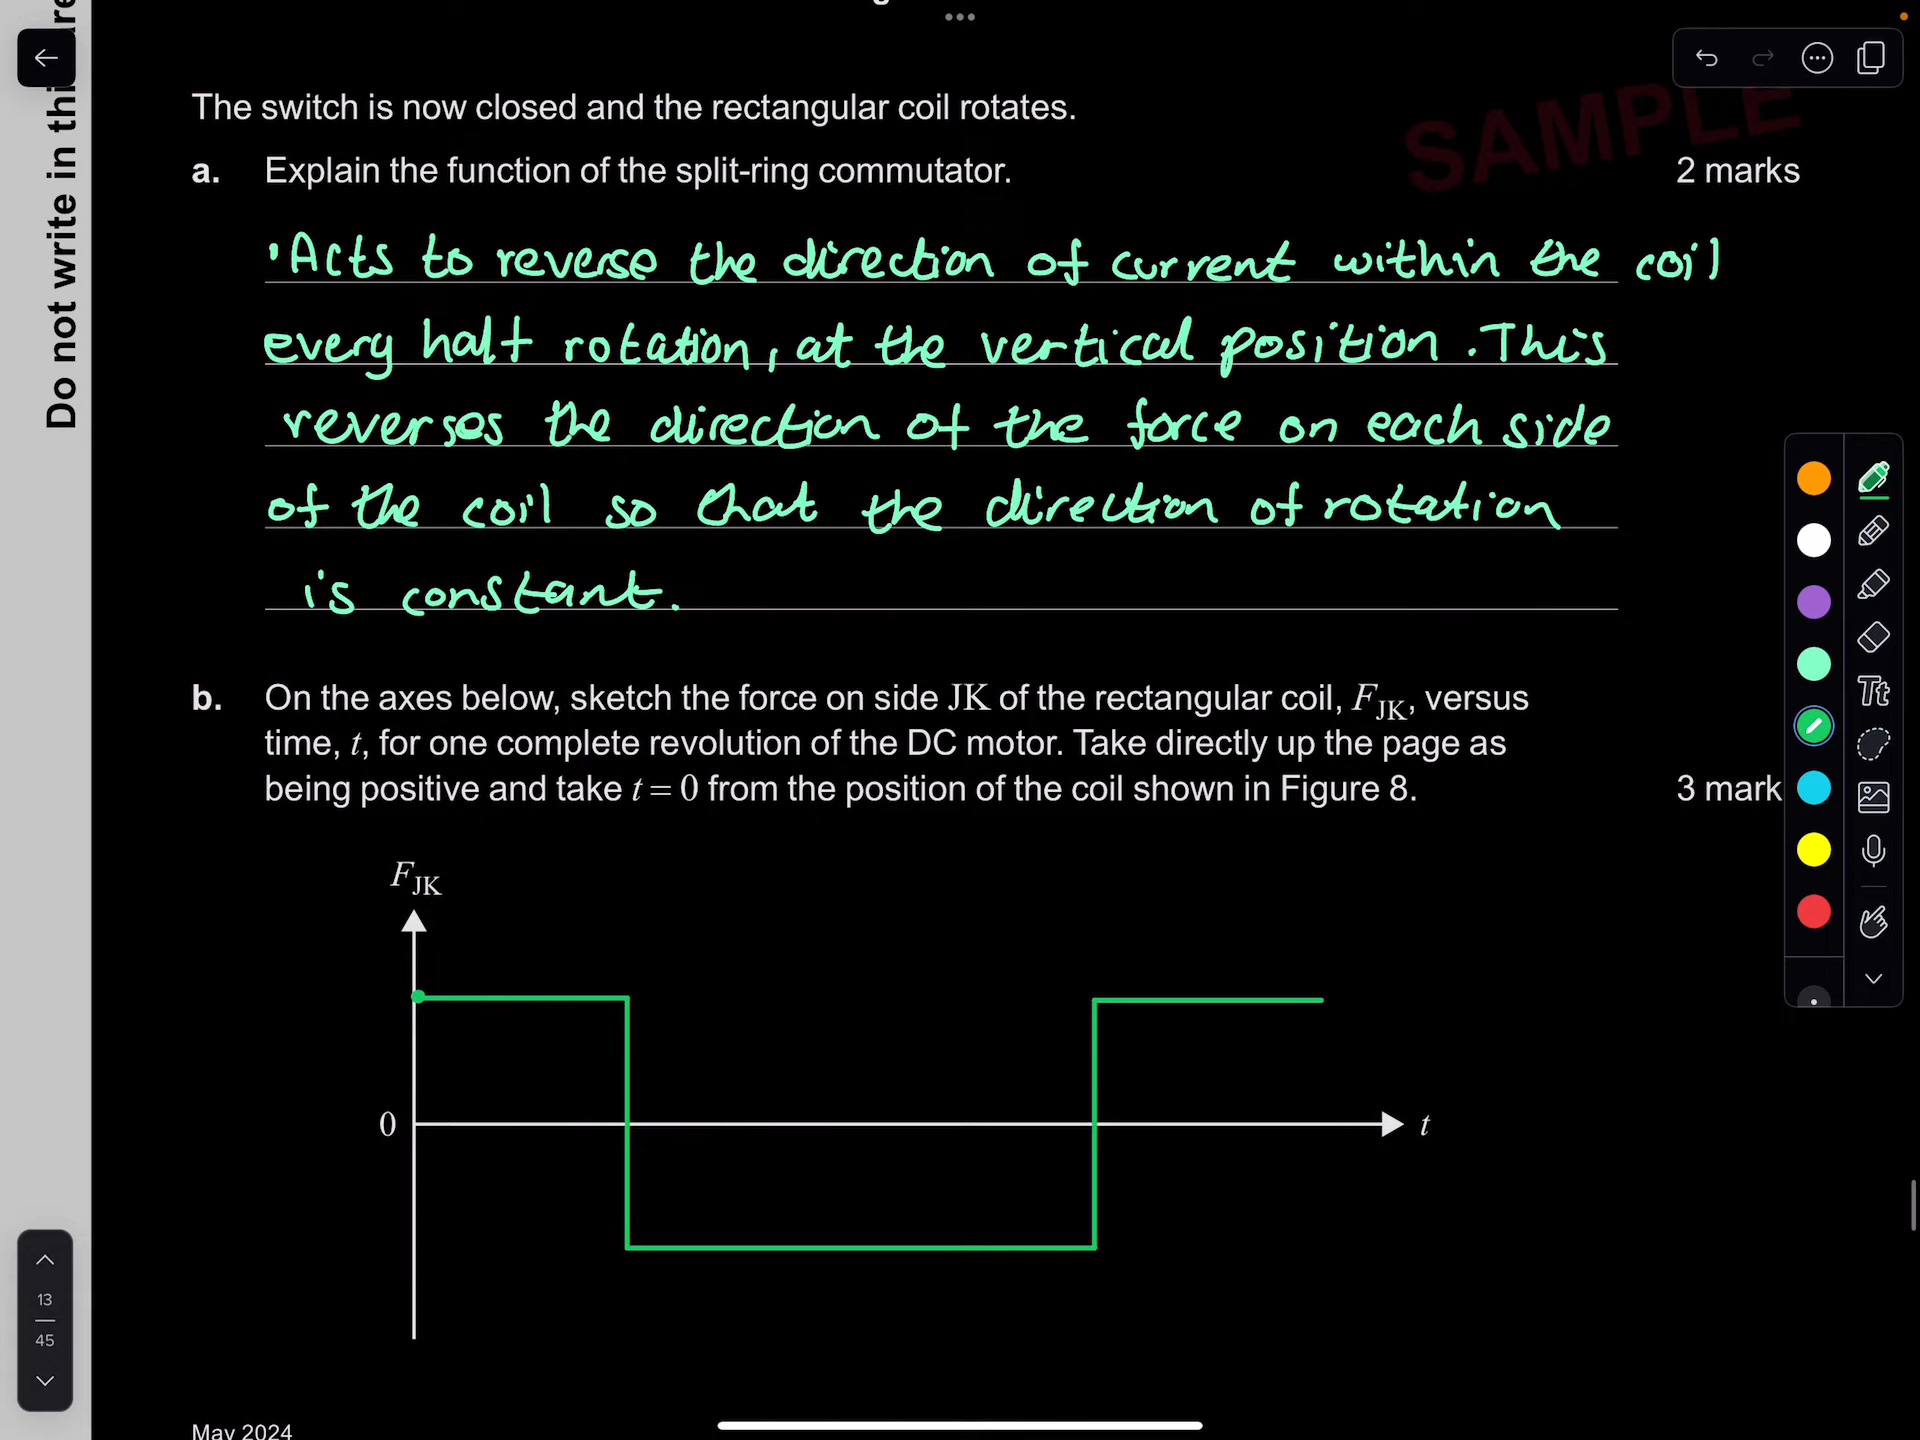 Do not write in this are
The switch is now closed and the rectangular coil rotates.
SAMPLE
a. Explain the function of the split-ring commutator. 2 marks
• Acts to reverse the direction of current within the coil
every half rotation, at the vertical position. This
reverses the direction of the force on each side
of the coil so that the direction of rotation
is constant.
b. On the axes below, sketch the force on side JK of the rectangular coil, F_JK, versus
time, t, for one complete revolution of the DC motor. Take directly up the page as
being positive and take t = 0 from the position of the coil shown in Figure 8. 3 mark
F_JK
0
t
Tt
13
45
May 2024